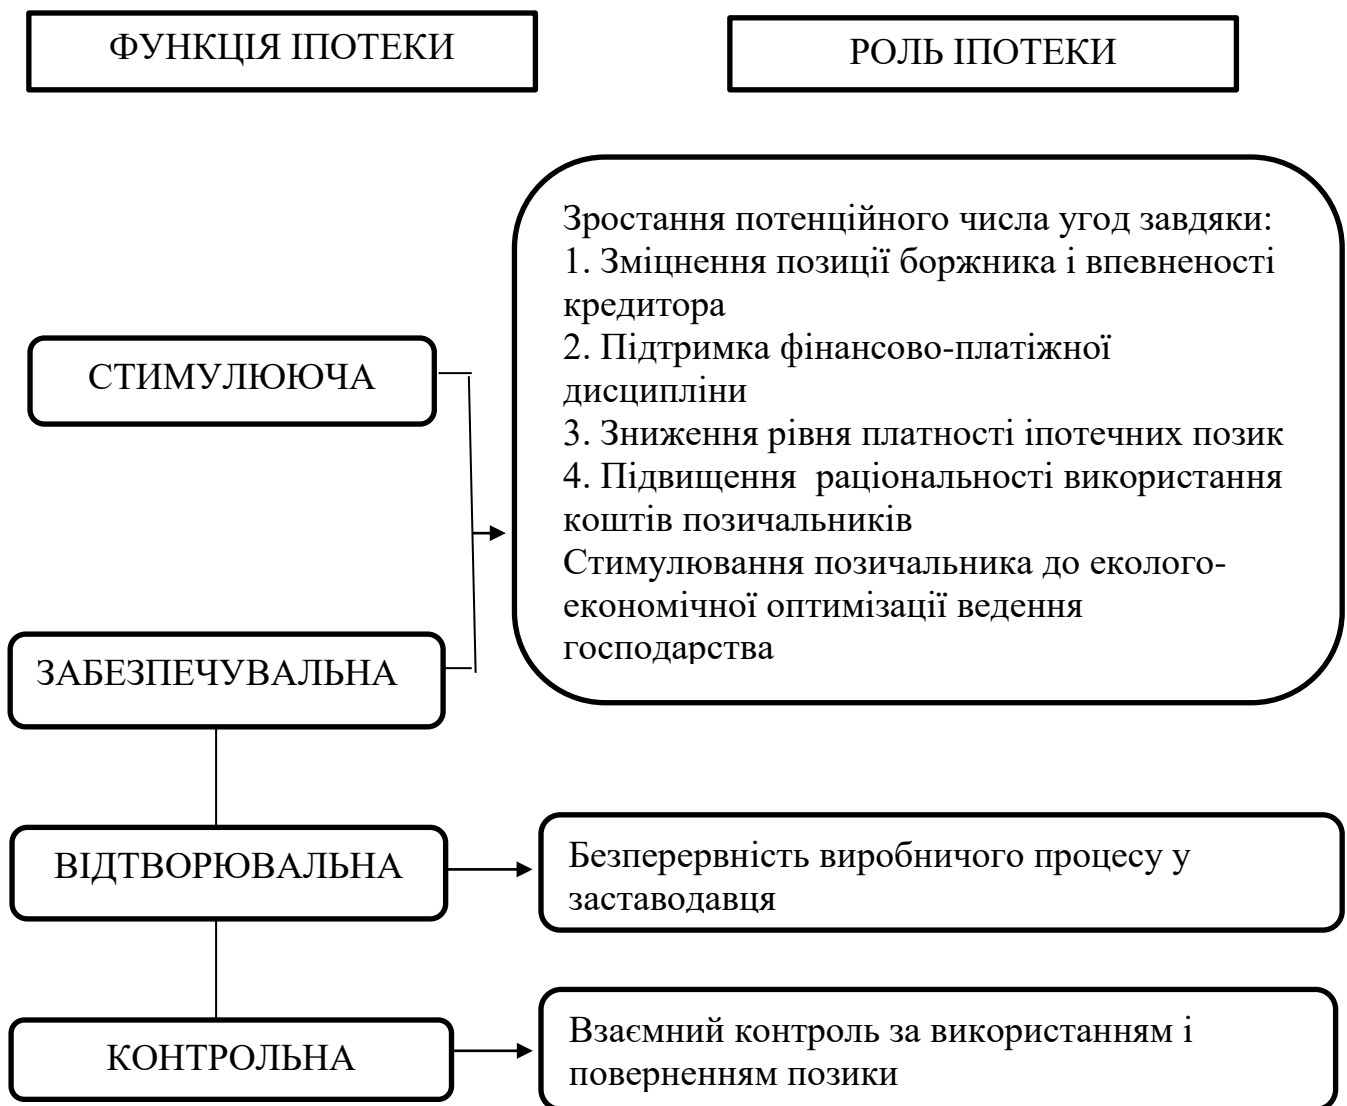 ФУНКЦІЯ ІПОТЕКИ
РОЛЬ ІПОТЕКИ
Зростання потенційного числа угод завдяки:
1. Зміцнення позиції боржника і впевненості
кредитора
2. Підтримка фінансово-платіжної
дисципліни
3. Зниження рівня платності іпотечних позик
4. Підвищення  раціональності використання
коштів позичальників
Стимулювання позичальника до еколого-
економічної оптимізації ведення
господарства
СТИМУЛЮЮЧА
ЗАБЕЗПЕЧУВАЛЬНА
ВІДТВОРЮВАЛЬНА
Безперервність виробничого процесу у
заставодавця
КОНТРОЛЬНА
Взаємний контроль за використанням і
поверненням позики